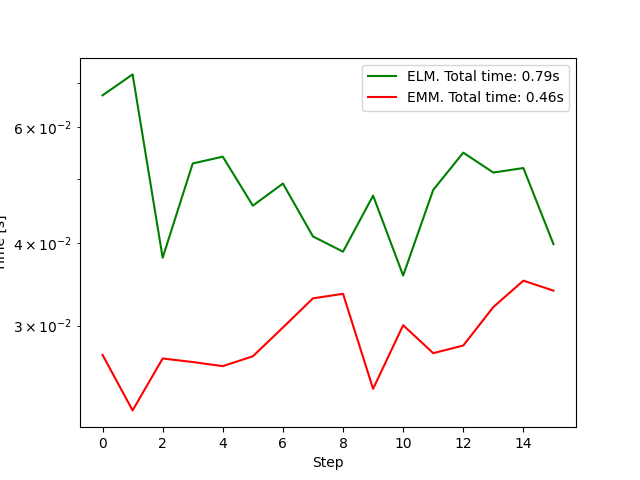 ELM. Total time: 0.79s
EMM. Total time: 0.46s
6 × 10⁻²
4 × 10⁻²
3 × 10⁻²
Time [s]
0 2 4 6 8 10 12 14
Step